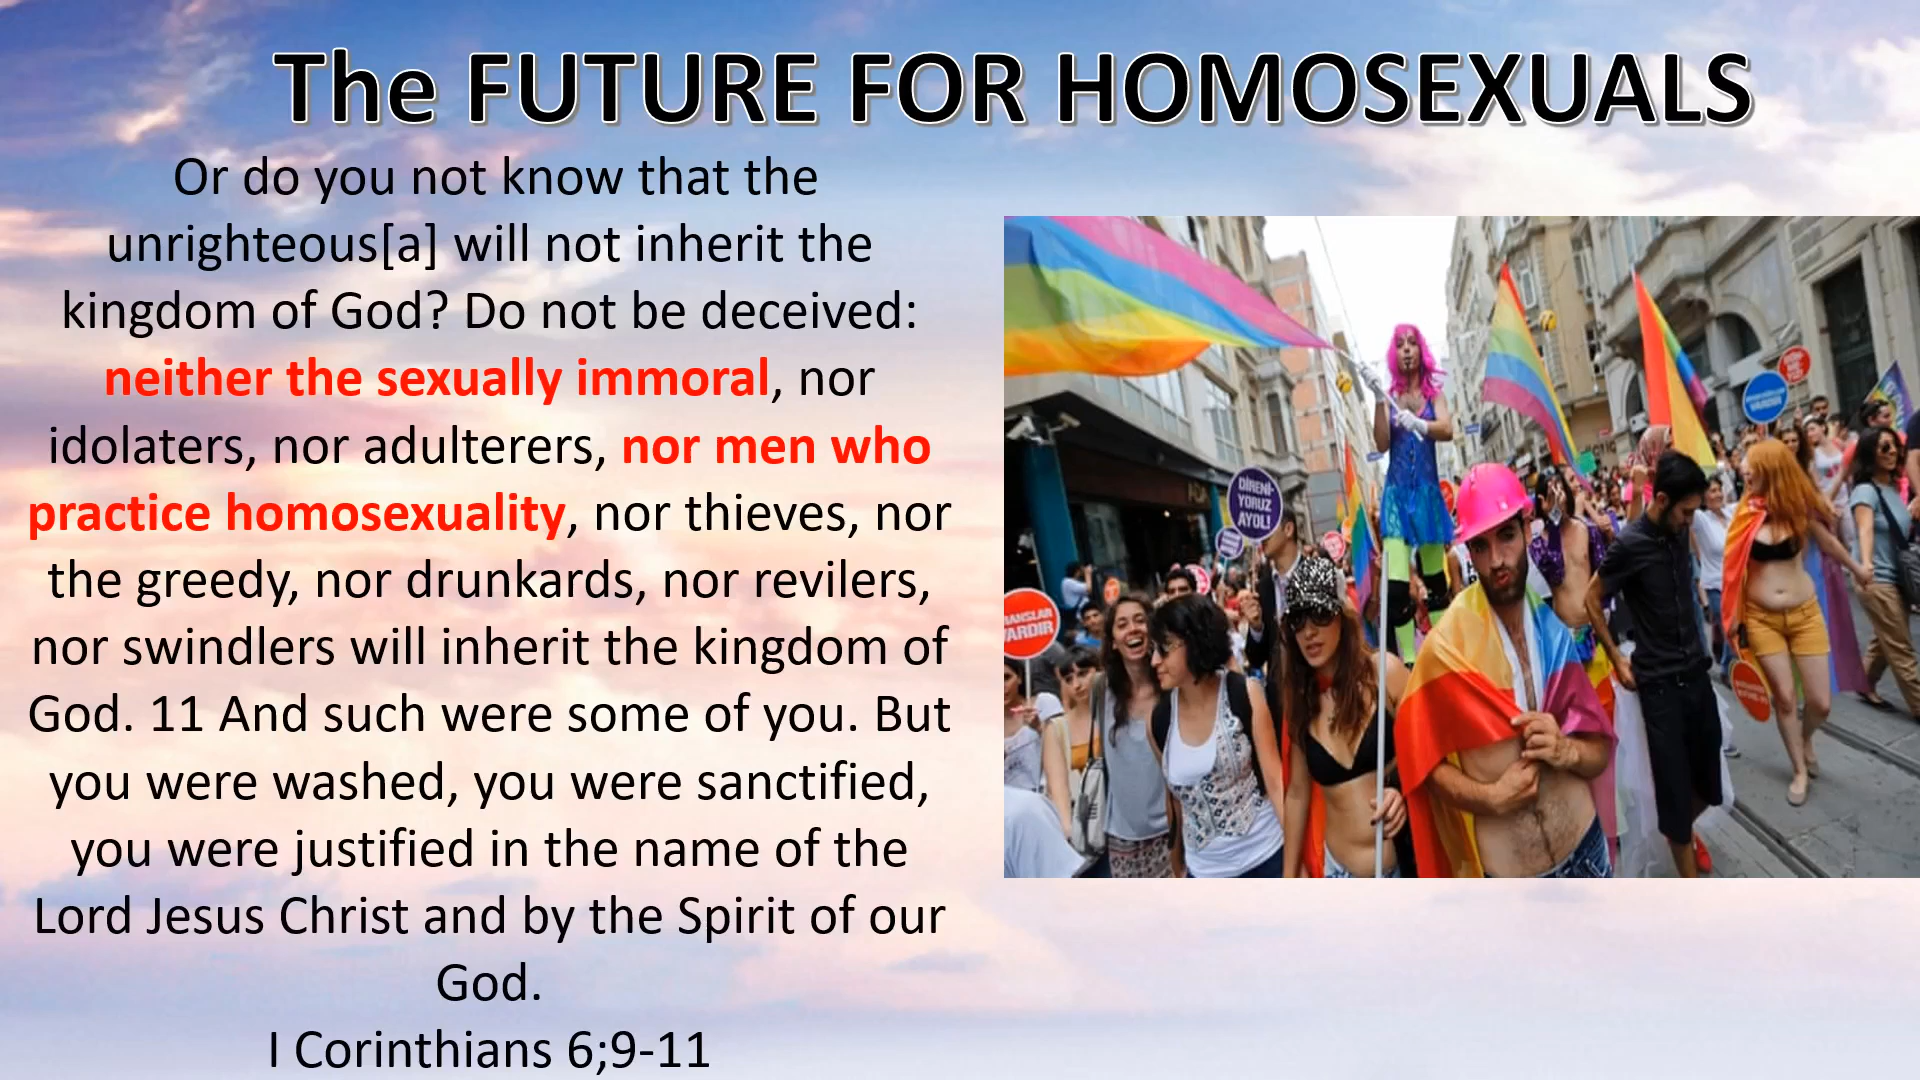 The FUTURE FOR HOMOSEXUALS
Or do you not know that the
unrighteous[a] will not inherit the
kingdom of God? Do not be deceived:
neither the sexually immoral, nor
idolaters, nor adulterers, nor men who
practice homosexuality, nor thieves, nor
the greedy, nor drunkards, nor revilers,
nor swindlers will inherit the kingdom of
God. 11 And such were some of you. But
you were washed, you were sanctified,
you were justified in the name of the
Lord Jesus Christ and by the Spirit of our
God.
I Corinthians 6;9-11
DİRENİ-
YORUZ
AYOL!
VARDIR